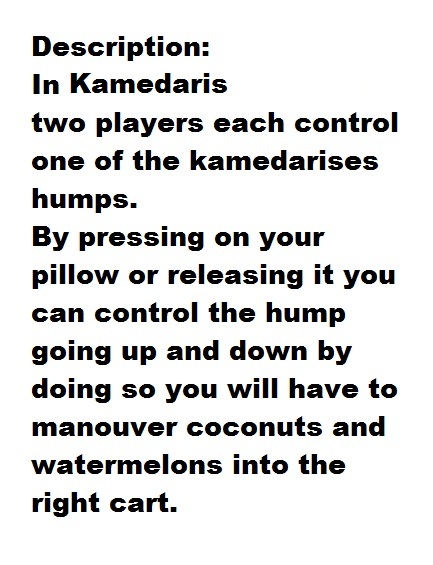 Description:
In Kamedaris
two players each control
one of the kamedarises
humps.
By pressing on your
pillow or releasing it you
can control the hump
going up and down by
doing so you will have to
manouver coconuts and
watermelons into the
right cart.